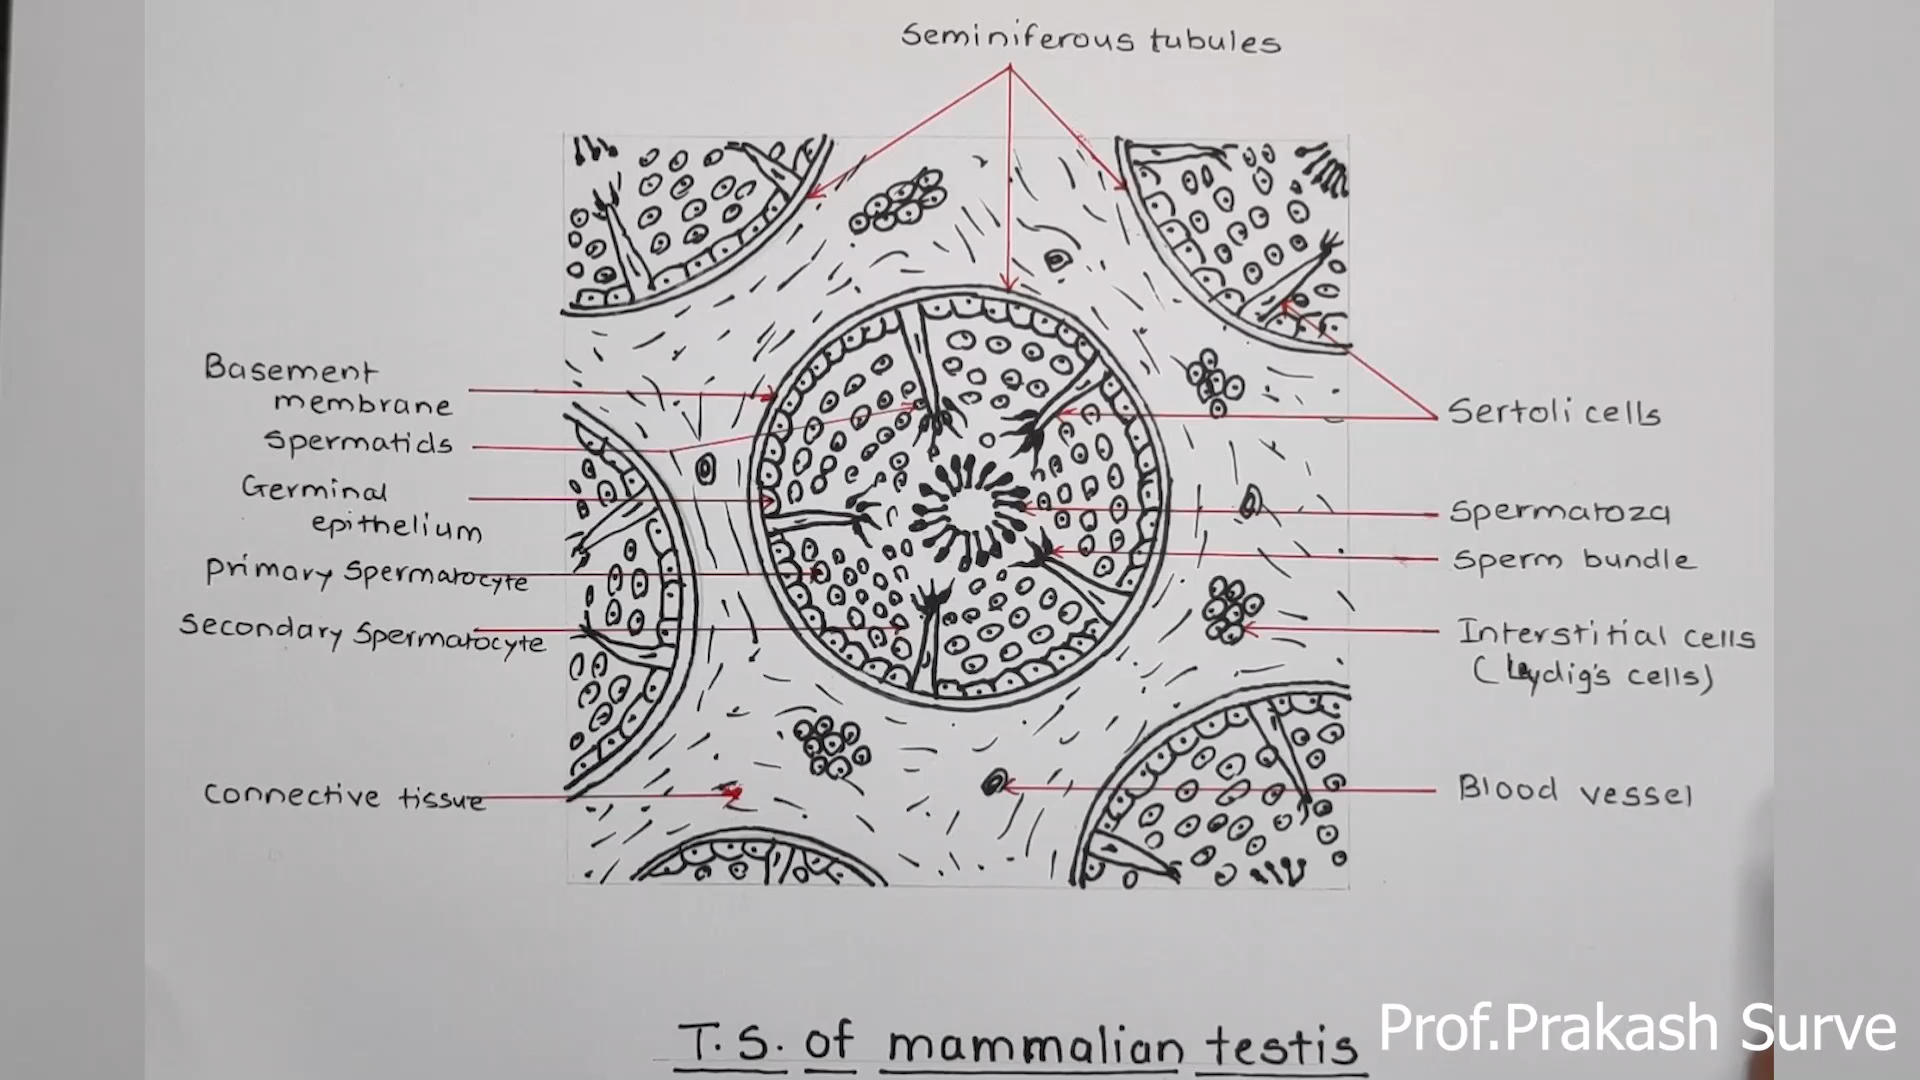 Seminiferous tubules
Basement
membrane
Spermatids
Germinal
epithelium
Primary Spermatocyte
Secondary Spermatocyte
Connective tissue
Sertoli cells
Spermatoza
Sperm bundle
Interstitial cells
(Leydig's cells)
Blood vessel
T.S. of mammalian testis
Prof.Prakash Surve